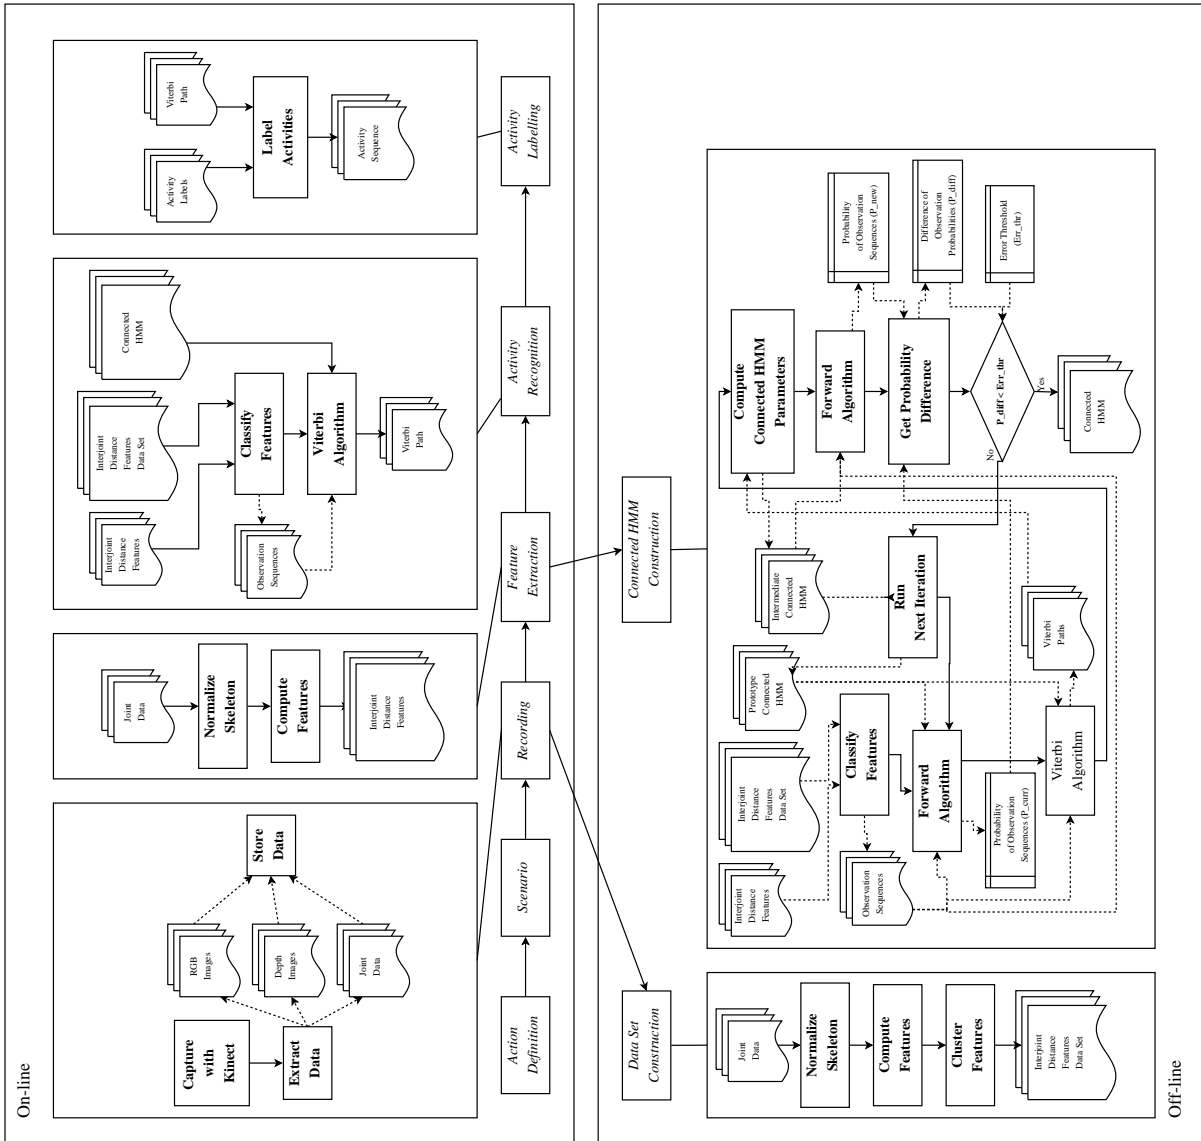 On-line
Capture
with
Kinect
Extract
Data
RGB
Images
Depth
Images
Joint
Data
Store
Data
Joint
Data
Normalize
Skeleton
Compute
Features
Interjoint
Distance
Features
Interjoint
Distance
Features
Interjoint
Distance
Features
Data Set
Connected
HMM
Classify
Features
Observation
Sequences
Viterbi
Algorithm
Viterbi
Path
Activity
Labels
Viterbi
Path
Label
Activities
Activity
Sequence
Action
Definition
Scenario
Recording
Feature
Extraction
Activity
Recognition
Activity
Labelling
Off-line
Data Set
Construction
Connected HMM
Construction
Joint
Data
Normalize
Skeleton
Compute
Features
Cluster
Features
Interjoint
Distance
Features
Data Set
Interjoint
Distance
Features
Interjoint
Distance
Features
Data Set
Prototype
Connected
HMM
Intermediate
Connected
HMM
Compute
Connected HMM
Parameters
Observation
Sequences
Classify
Features
Forward
Algorithm
Run
Next Iteration
Forward
Algorithm
Probability
of Observation
Sequences (P_new)
Get Probability
Difference
Difference of
Observation
Probabilities (P_diff)
Error Threshold
(Err_thr)
P_diff < Err_thr
No
Yes
Probability
of Observation
Sequences (P_curr)
Viterbi
Algorithm
Viterbi
Paths
Connected
HMM